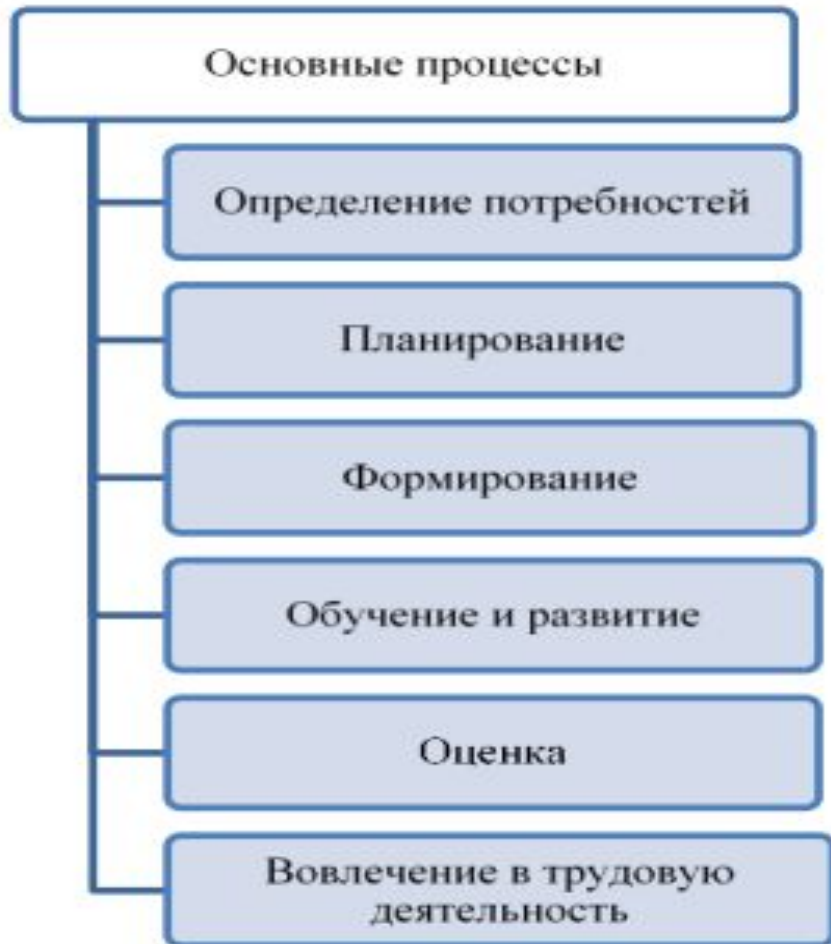 Основные процессы
Определение потребностей
Планирование
Формирование
Обучение и развитие
Оценка
Вовлечение в трудовую
деятельность